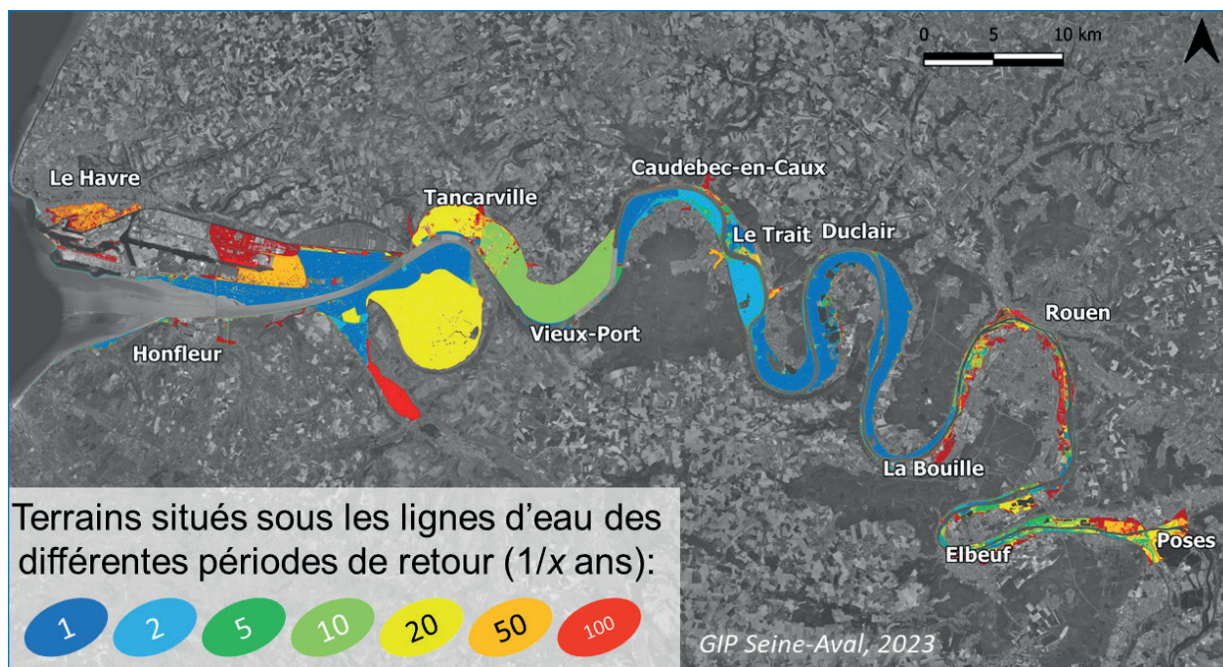 0 5 10 km
Le Havre
Caudebec-en-Caux
Tancarville
Le Trait
Duclair
Rouen
Vieux-Port
Honfleur
La Bouille
Elbeuf
Poses
Terrains situés sous les lignes d'eau des
différentes périodes de retour (1/x ans):
1 2 5 10 20 50 100
GIP Seine-Aval, 2023